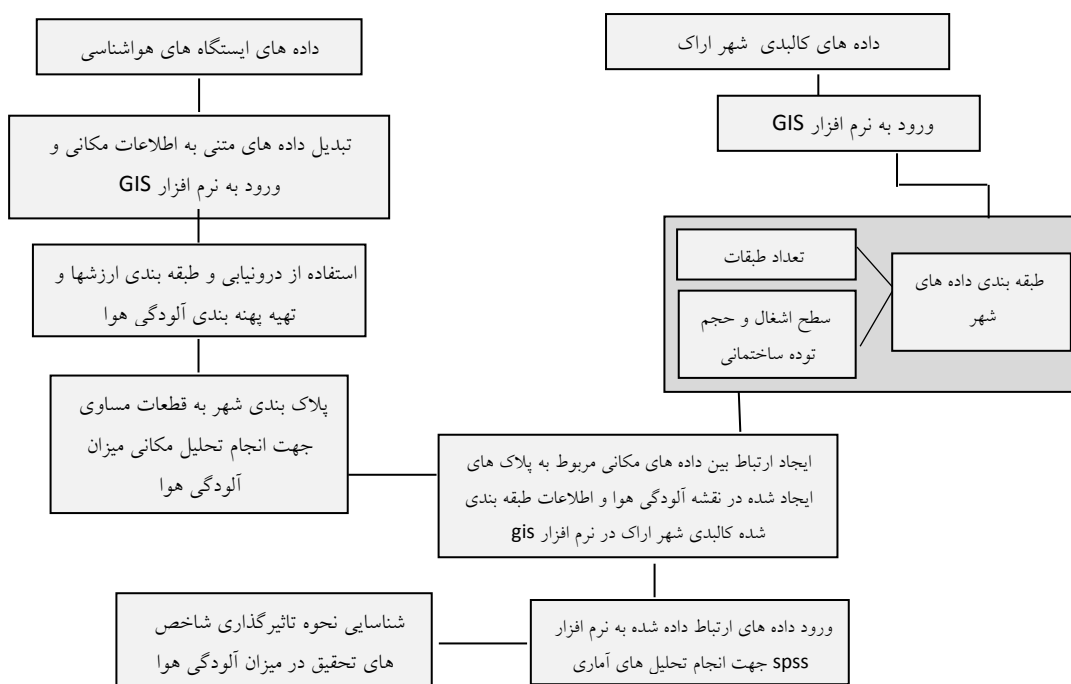 داده های کالبدی شهر اراک
ورود به نرم افزار GIS
طبقه بندی داده های
شهر
تعداد طبقات
سطح اشغال و حجم
توده ساختمانی
داده های ایستگاه های هواشناسی
تبدیل داده های متنی به اطلاعات مکانی و
ورود به نرم افزار GIS
استفاده از درونیابی و طبقه بندی ارزشها و
تهیه پهنه بندی آلودگی هوا
پلاک بندی شهر به قطعات مساوی
جهت انجام تحلیل مکانی میزان
آلودگی هوا
ایجاد ارتباط بین داده های مکانی مربوط به پلاک های
ایجاد شده در نقشه آلودگی هوا و اطلاعات طبقه بندی
شده کالبدی شهر اراک در نرم افزار gis
ورود داده های ارتباط داده شده به نرم افزار
spss جهت انجام تحلیل های آماری
شناسایی نحوه تاثیرگذاری شاخص
های تحقیق در میزان آلودگی هوا